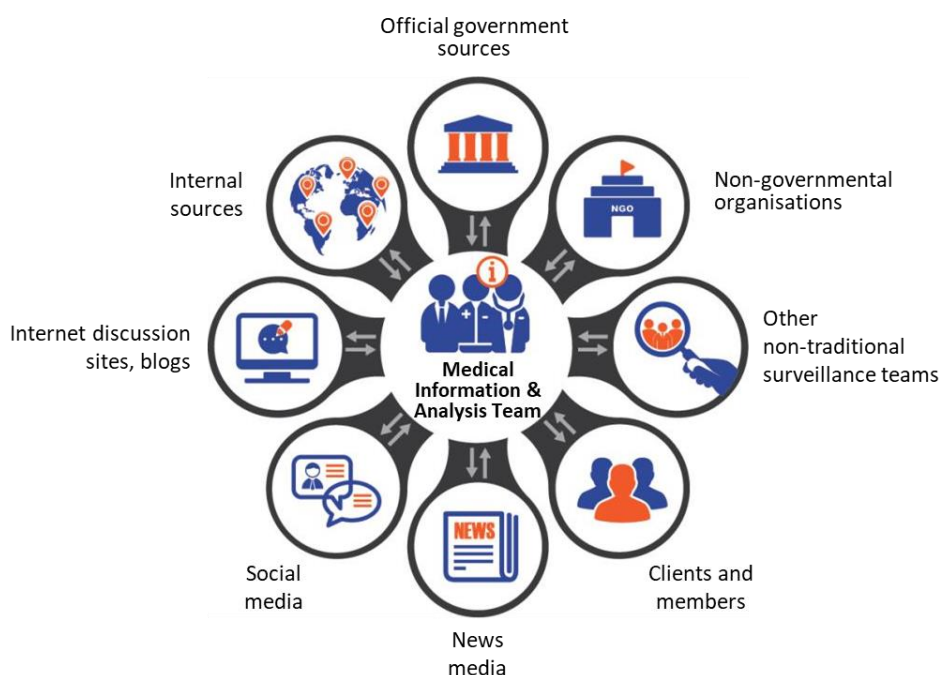 Official government
sources
Internal
sources
Non-governmental
organisations
NGO
i
Internet discussion
sites, blogs
Medical
Information &
Analysis Team
Other
non-traditional
surveillance teams
NEWS
Social
media
Clients and
members
News
media